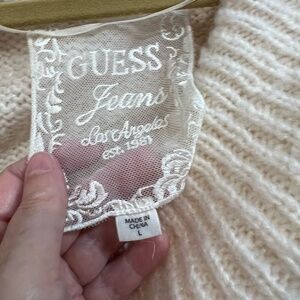 GUESS
Jeans
Los Angeles
est. 1981
MADE IN
CHINA
L